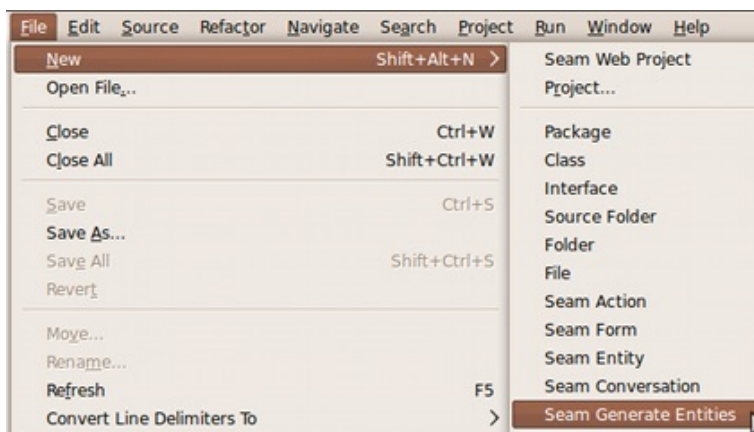 File Edit Source Refactor Navigate Search Project Run Window Help
New Shift+Alt+N >
Open File...
Close Ctrl+W
Close All Shift+Ctrl+W
Save Ctrl+S
Save As...
Save All Shift+Ctrl+S
Revert
Move...
Rename...
Refresh F5
Convert Line Delimiters To >
Seam Web Project
Project...
Package
Class
Interface
Source Folder
Folder
File
Seam Action
Seam Form
Seam Entity
Seam Conversation
Seam Generate Entities